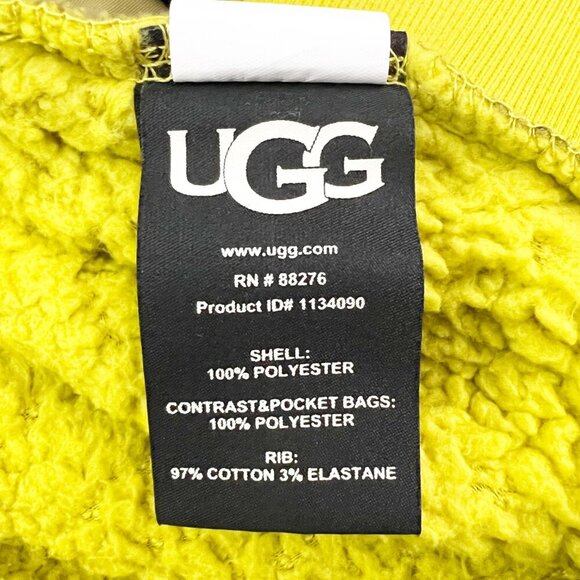 UGG
www.ugg.com
RN # 88276
Product ID# 1134090
SHELL:
100% POLYESTER
CONTRAST&POCKET BAGS:
100% POLYESTER
RIB:
97% COTTON 3% ELASTANE